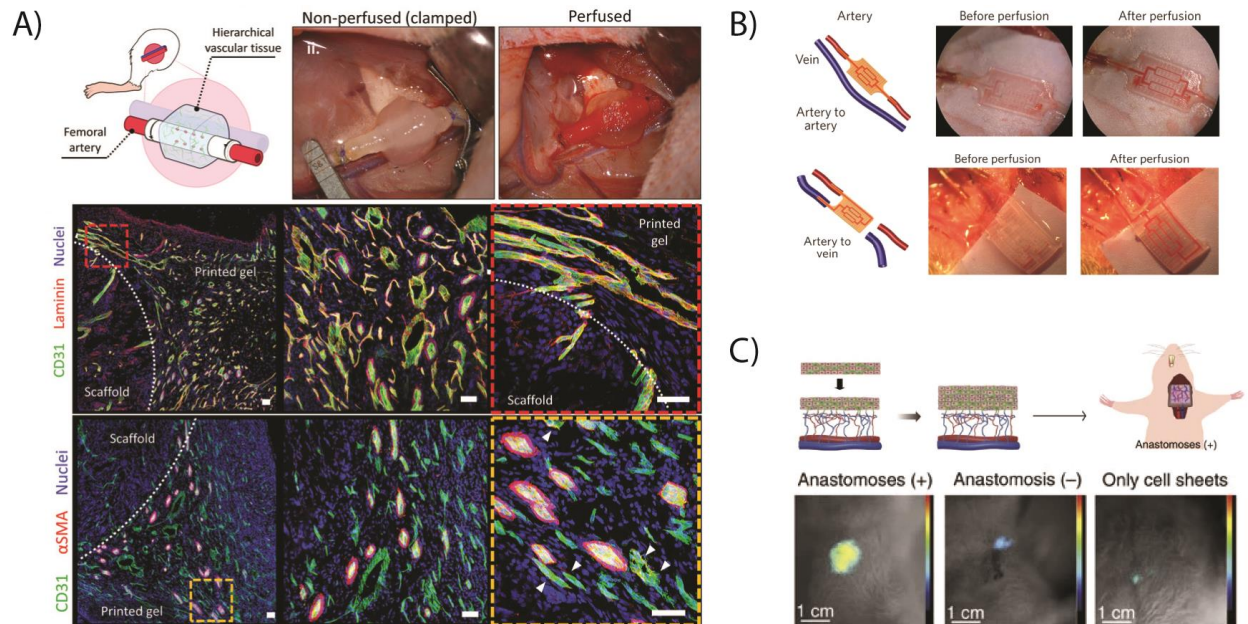 A)
Hierarchical
vascular tissue
Femoral
artery
Non-perfused (clamped)
ii.
Perfused
CD31 Laminin Nuclei
Printed gel
Scaffold
Printed
gel
Scaffold
CD31 αSMA Nuclei
Scaffold
Printed gel
B)
Artery
Vein
Artery to
artery
Before perfusion
After perfusion
Artery to
vein
Before perfusion
After perfusion
C)
Anastomoses (+)
Anastomoses (+)
Anastomosis (–)
Only cell sheets
1 cm
1 cm
1 cm